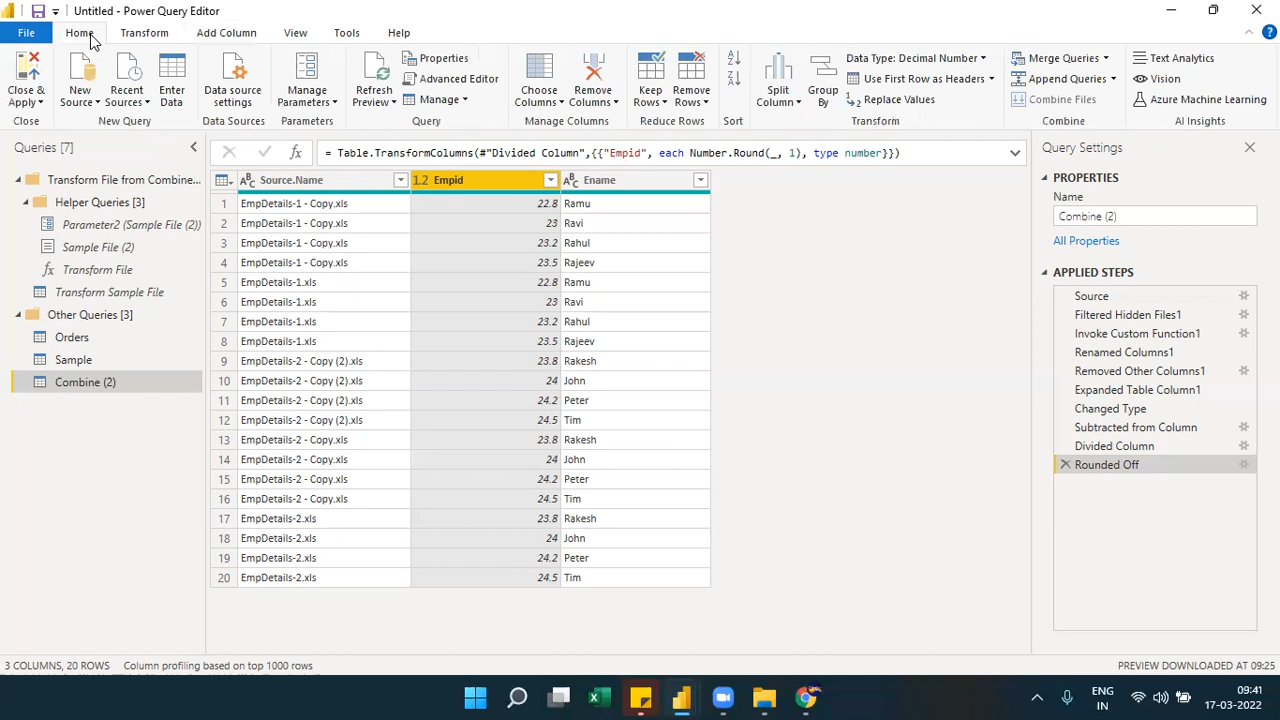 Untitled - Power Query Editor
File
Home
Transform
Add Column
View
Tools
Help
Close & Apply
New Source
Recent Sources
Enter Data
Data source settings
Manage Parameters
Refresh Preview
Properties
Advanced Editor
Manage
Choose Columns
Remove Columns
Keep Rows
Remove Rows
Split Column
Group By
Data Type: Decimal Number
Use First Row as Headers
Replace Values
Merge Queries
Append Queries
Combine Files
Text Analytics
Vision
Azure Machine Learning
Close
New Query
Data Sources
Parameters
Query
Manage Columns
Reduce Rows
Sort
Transform
Combine
AI Insights
Queries [7]
Transform File from Combine...
Helper Queries [3]
Parameter2 (Sample File (2))
Sample File (2)
fx Transform File
Transform Sample File
Other Queries [3]
Orders
Sample
Combine (2)
fx = Table.TransformColumns(#"Divided Column",{{"Empid", each Number.Round(_, 1), type number}})
ABC Source.Name 1.2 Empid ABC Ename
1 EmpDetails-1 - Copy.xls 22.8 Ramu
2 EmpDetails-1 - Copy.xls 23 Ravi
3 EmpDetails-1 - Copy.xls 23.2 Rahul
4 EmpDetails-1 - Copy.xls 23.5 Rajeev
5 EmpDetails-1.xls 22.8 Ramu
6 EmpDetails-1.xls 23 Ravi
7 EmpDetails-1.xls 23.2 Rahul
8 EmpDetails-1.xls 23.5 Rajeev
9 EmpDetails-2 - Copy (2).xls 23.8 Rakesh
10 EmpDetails-2 - Copy (2).xls 24 John
11 EmpDetails-2 - Copy (2).xls 24.2 Peter
12 EmpDetails-2 - Copy (2).xls 24.5 Tim
13 EmpDetails-2 - Copy.xls 23.8 Rakesh
14 EmpDetails-2 - Copy.xls 24 John
15 EmpDetails-2 - Copy.xls 24.2 Peter
16 EmpDetails-2 - Copy.xls 24.5 Tim
17 EmpDetails-2.xls 23.8 Rakesh
18 EmpDetails-2.xls 24 John
19 EmpDetails-2.xls 24.2 Peter
20 EmpDetails-2.xls 24.5 Tim
Query Settings
PROPERTIES
Name
Combine (2)
All Properties
APPLIED STEPS
Source
Filtered Hidden Files1
Invoke Custom Function1
Renamed Columns1
Removed Other Columns1
Expanded Table Column1
Changed Type
Subtracted from Column
Divided Column
Rounded Off
3 COLUMNS, 20 ROWS Column profiling based on top 1000 rows
PREVIEW DOWNLOADED AT 09:25
ENG
IN
09:41
17-03-2022